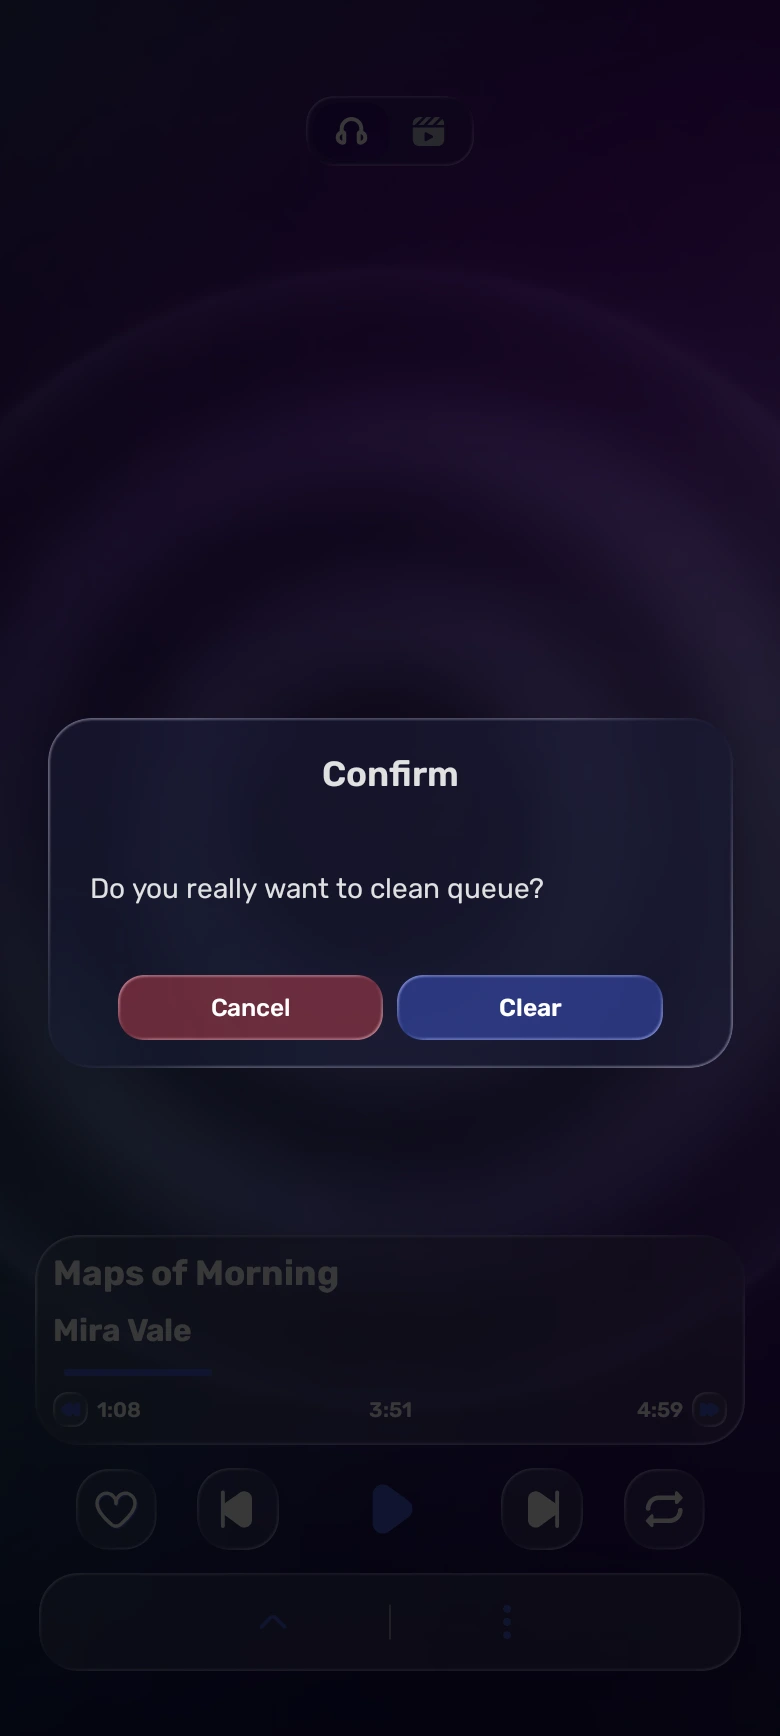 Confirm
Do you really want to clean queue?
Cancel Clear
Maps of Morning
Mira Vale
1:08 3:51 4:59